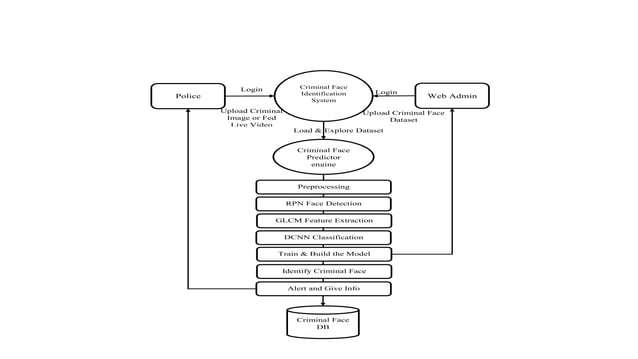 Police
Login
Upload Criminal
Image or Fed
Live Video
Criminal Face
Identification
System
Login
Upload Criminal Face
Dataset
Web Admin
Load & Explore Dataset
Criminal Face
Predictor
engine
Preprocessing
RPN Face Detection
GLCM Feature Extraction
DCNN Classification
Train & Build the Model
Identify Criminal Face
Alert and Give Info
Criminal Face
DB